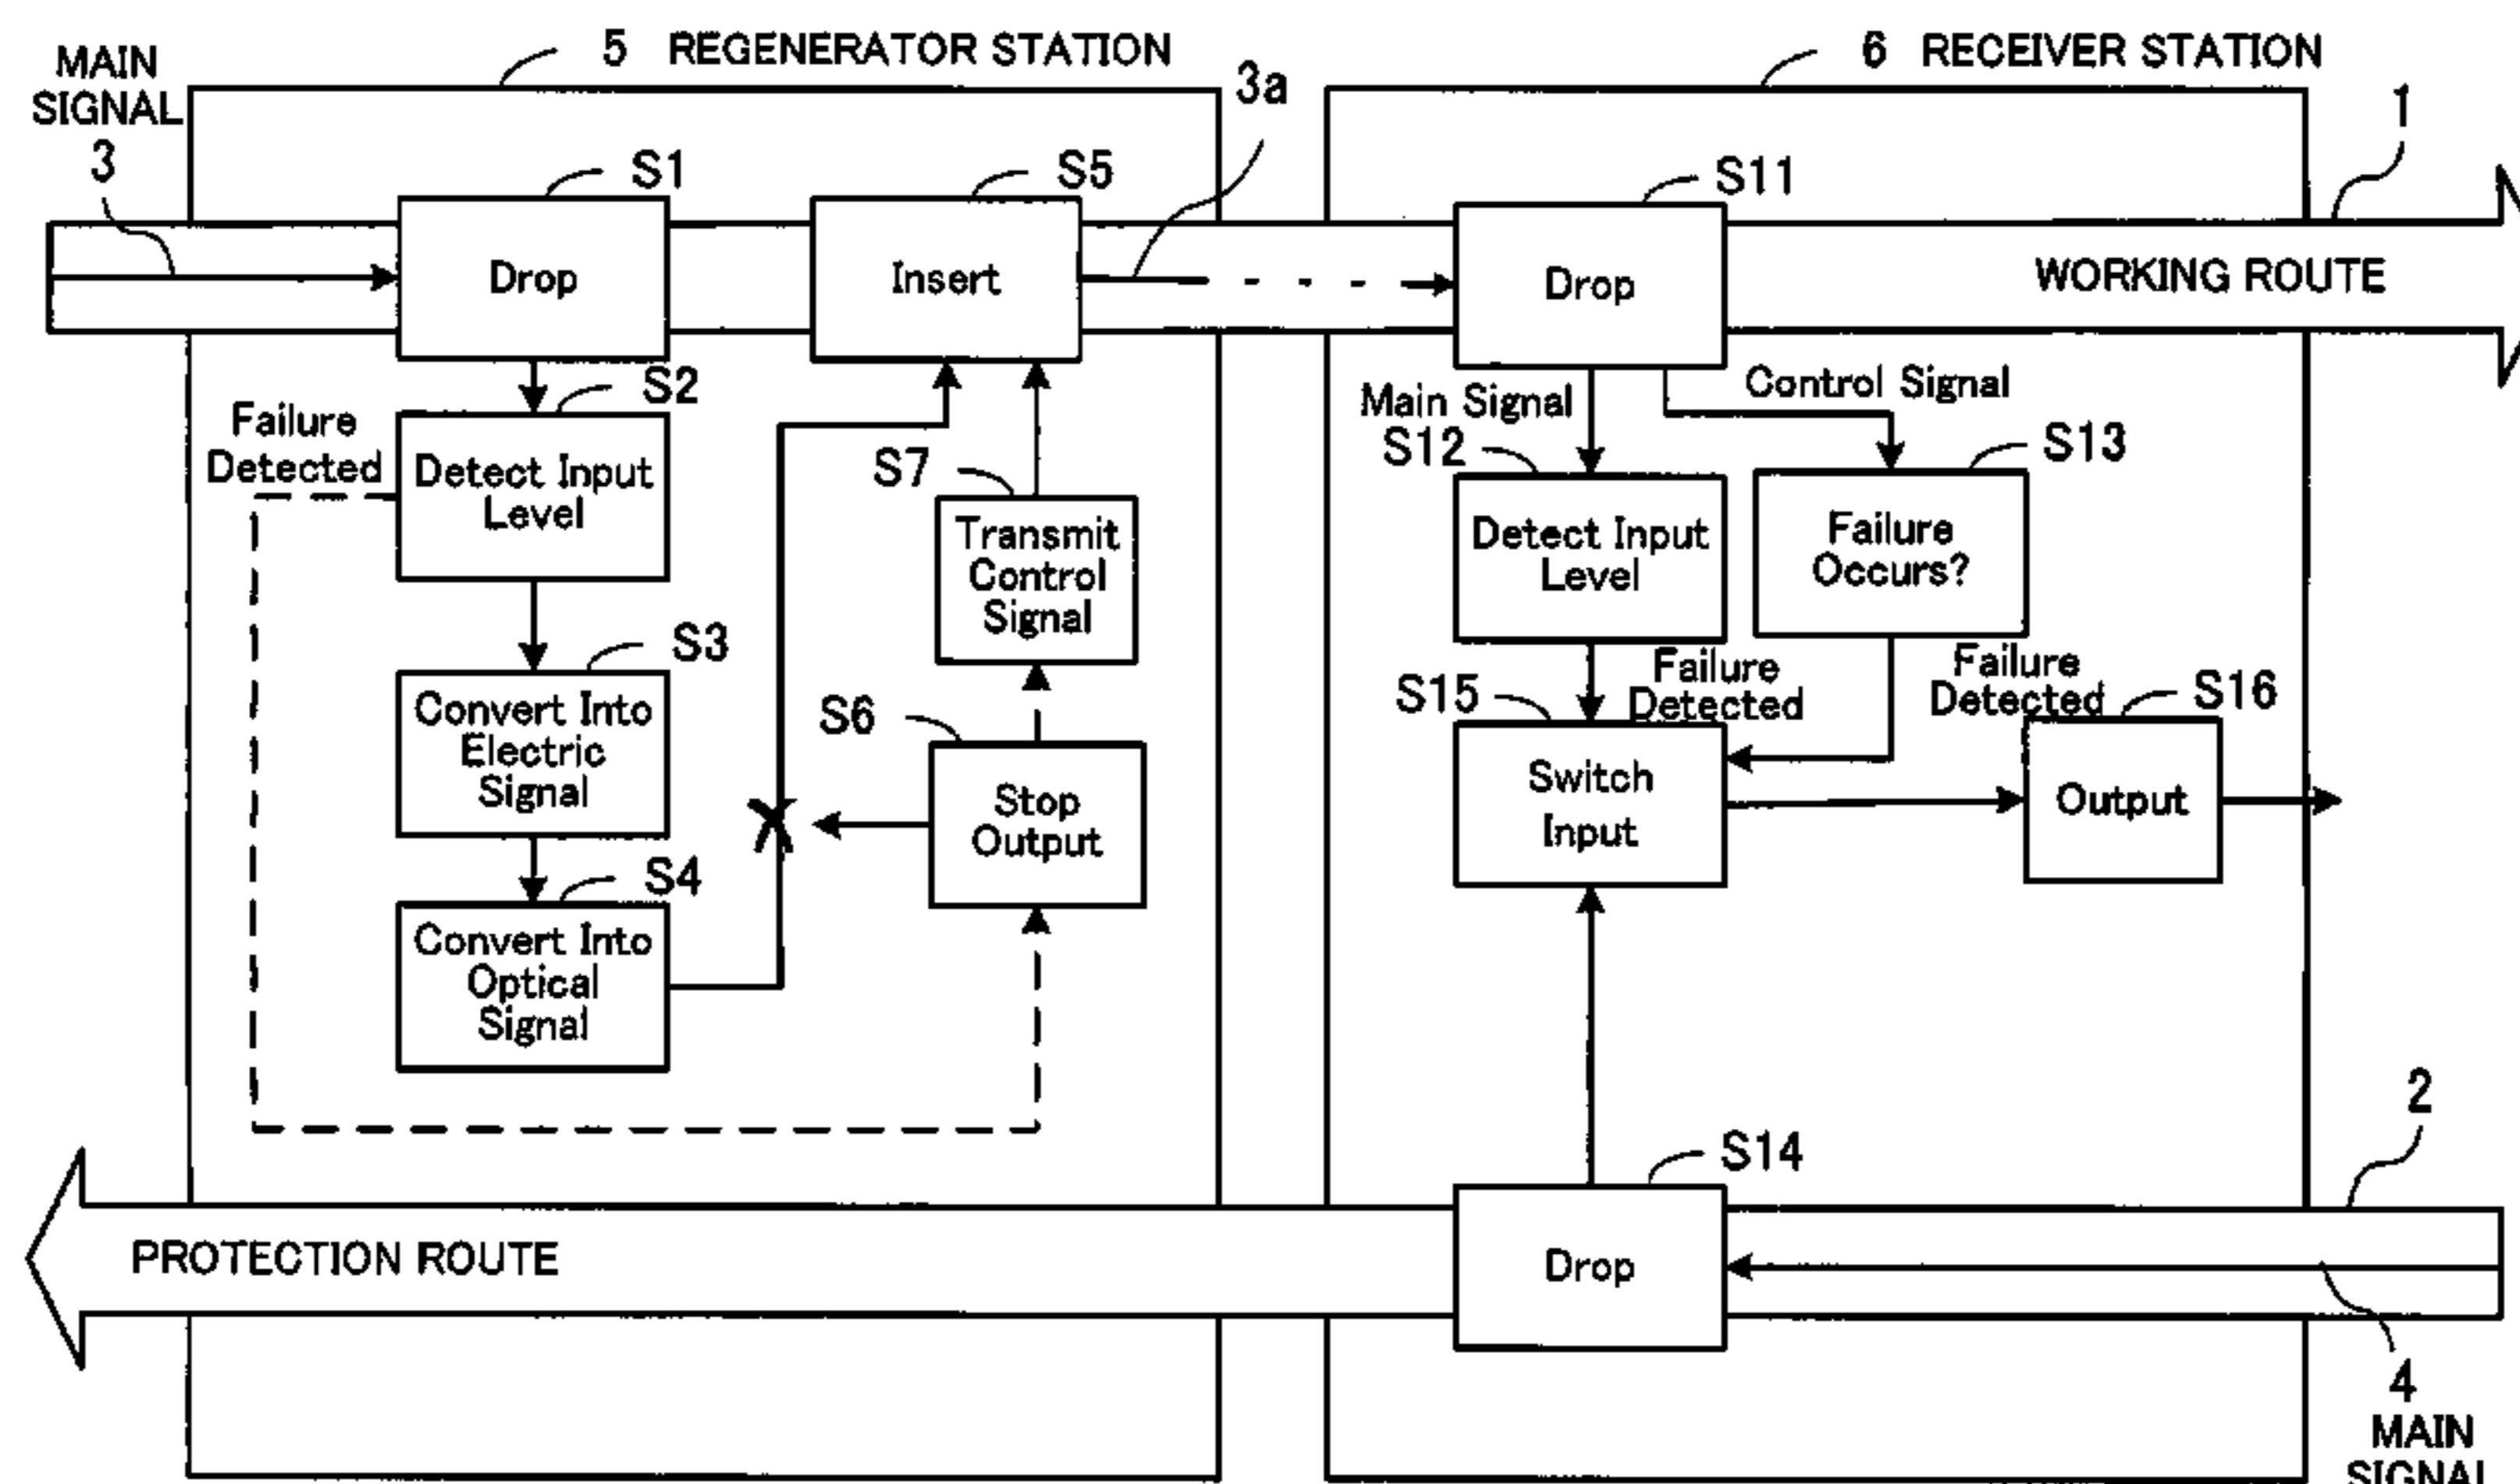 5 REGENERATOR STATION
6 RECEIVER STATION
MAIN
SIGNAL
3
3a
1
S1
S5
S11
Drop
Insert
Drop
WORKING ROUTE
S2
Failure
Detected
Detect Input
Level
S7
Transmit
Control
Signal
Main Signal
Control Signal
S12
S13
Detect Input
Level
Failure
Occurs?
S3
Convert Into
Electric
Signal
S6
Stop
Output
S15
Failure
Detected
Failure
Detected
S16
Switch
Input
Output
S4
Convert Into
Optical
Signal
2
S14
PROTECTION ROUTE
Drop
4
MAIN
SIGNAL